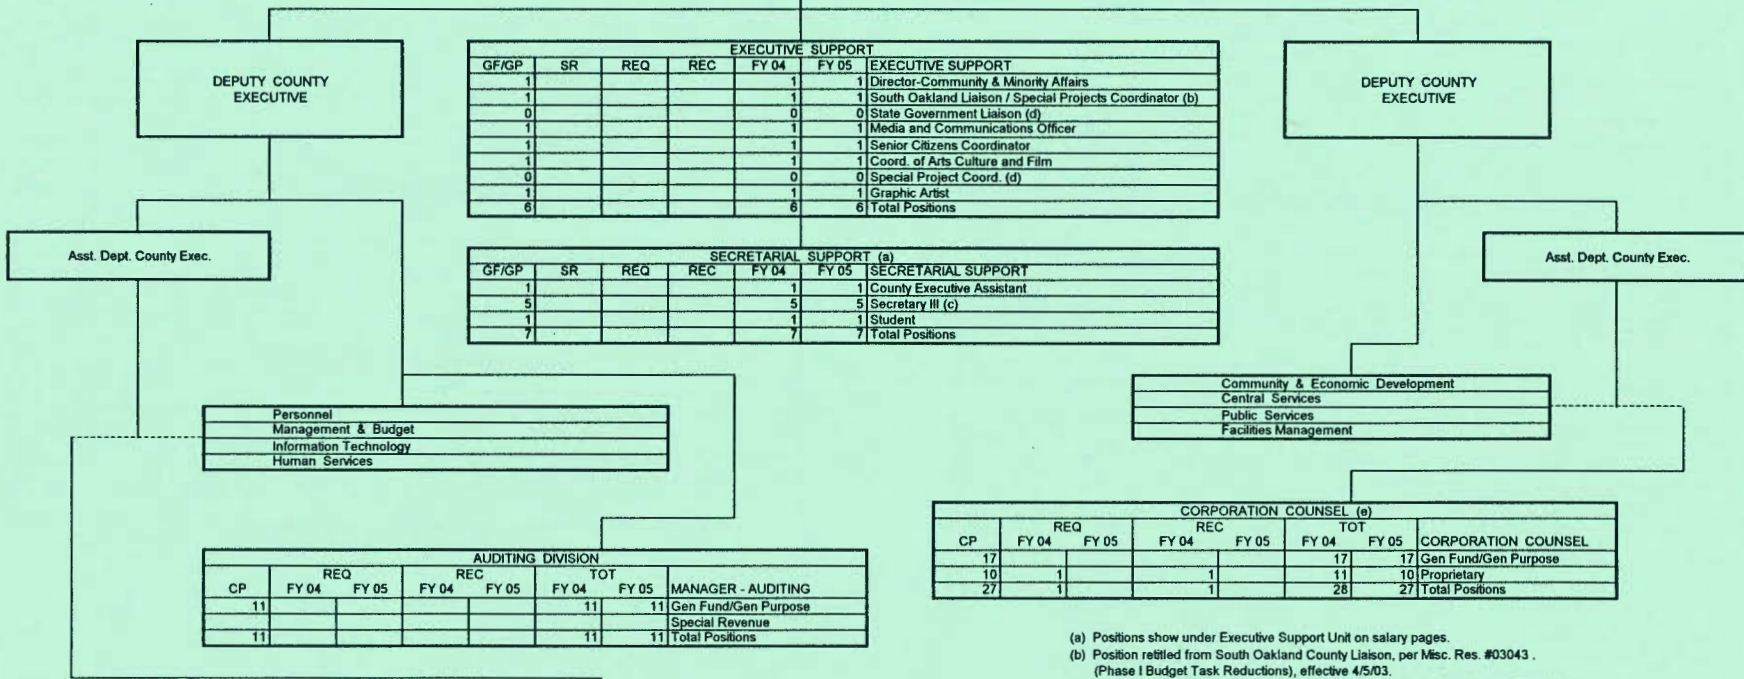 DEPUTY COUNTY
EXECUTIVE
EXECUTIVE SUPPORT
GF/GP SR REQ REC FY 04 FY 05 EXECUTIVE SUPPORT
1 1 1 Director-Community & Minority Affairs
1 1 1 South Oakland Liaison / Special Projects Coordinator (b)
0 0 0 State Government Liaison (d)
1 1 1 Media and Communications Officer
1 1 1 Senior Citizens Coordinator
1 1 1 Coord. of Arts Culture and Film
0 0 0 Special Project Coord. (d)
1 1 1 Graphic Artist
6 6 6 Total Positions
DEPUTY COUNTY
EXECUTIVE
Asst. Dept. County Exec.
SECRETARIAL SUPPORT (a)
GF/GP SR REQ REC FY 04 FY 05 SECRETARIAL SUPPORT
1 1 1 County Executive Assistant
5 5 5 Secretary III (c)
1 1 1 Student
7 7 7 Total Positions
Asst. Dept. County Exec.
Personnel
Management & Budget
Information Technology
Human Services
Community & Economic Development
Central Services
Public Services
Facilities Management
AUDITING DIVISION
REQ REC TOT
CP FY 04 FY 05 FY 04 FY 05 FY 04 FY 05 MANAGER - AUDITING
11 11 11 Gen Fund/Gen Purpose
Special Revenue
11 11 11 Total Positions
CORPORATION COUNSEL (e)
REQ REC TOT
CP FY 04 FY 05 FY 04 FY 05 FY 04 FY 05 CORPORATION COUNSEL
17 17 17 Gen Fund/Gen Purpose
10 1 1 11 10 Proprietary
27 1 1 28 27 Total Positions
(a) Positions show under Executive Support Unit on salary pages.
(b) Position retitled from South Oakland County Liaison, per Misc. Res. #03043 .
(Phase I Budget Task Reductions), effective 4/5/03.